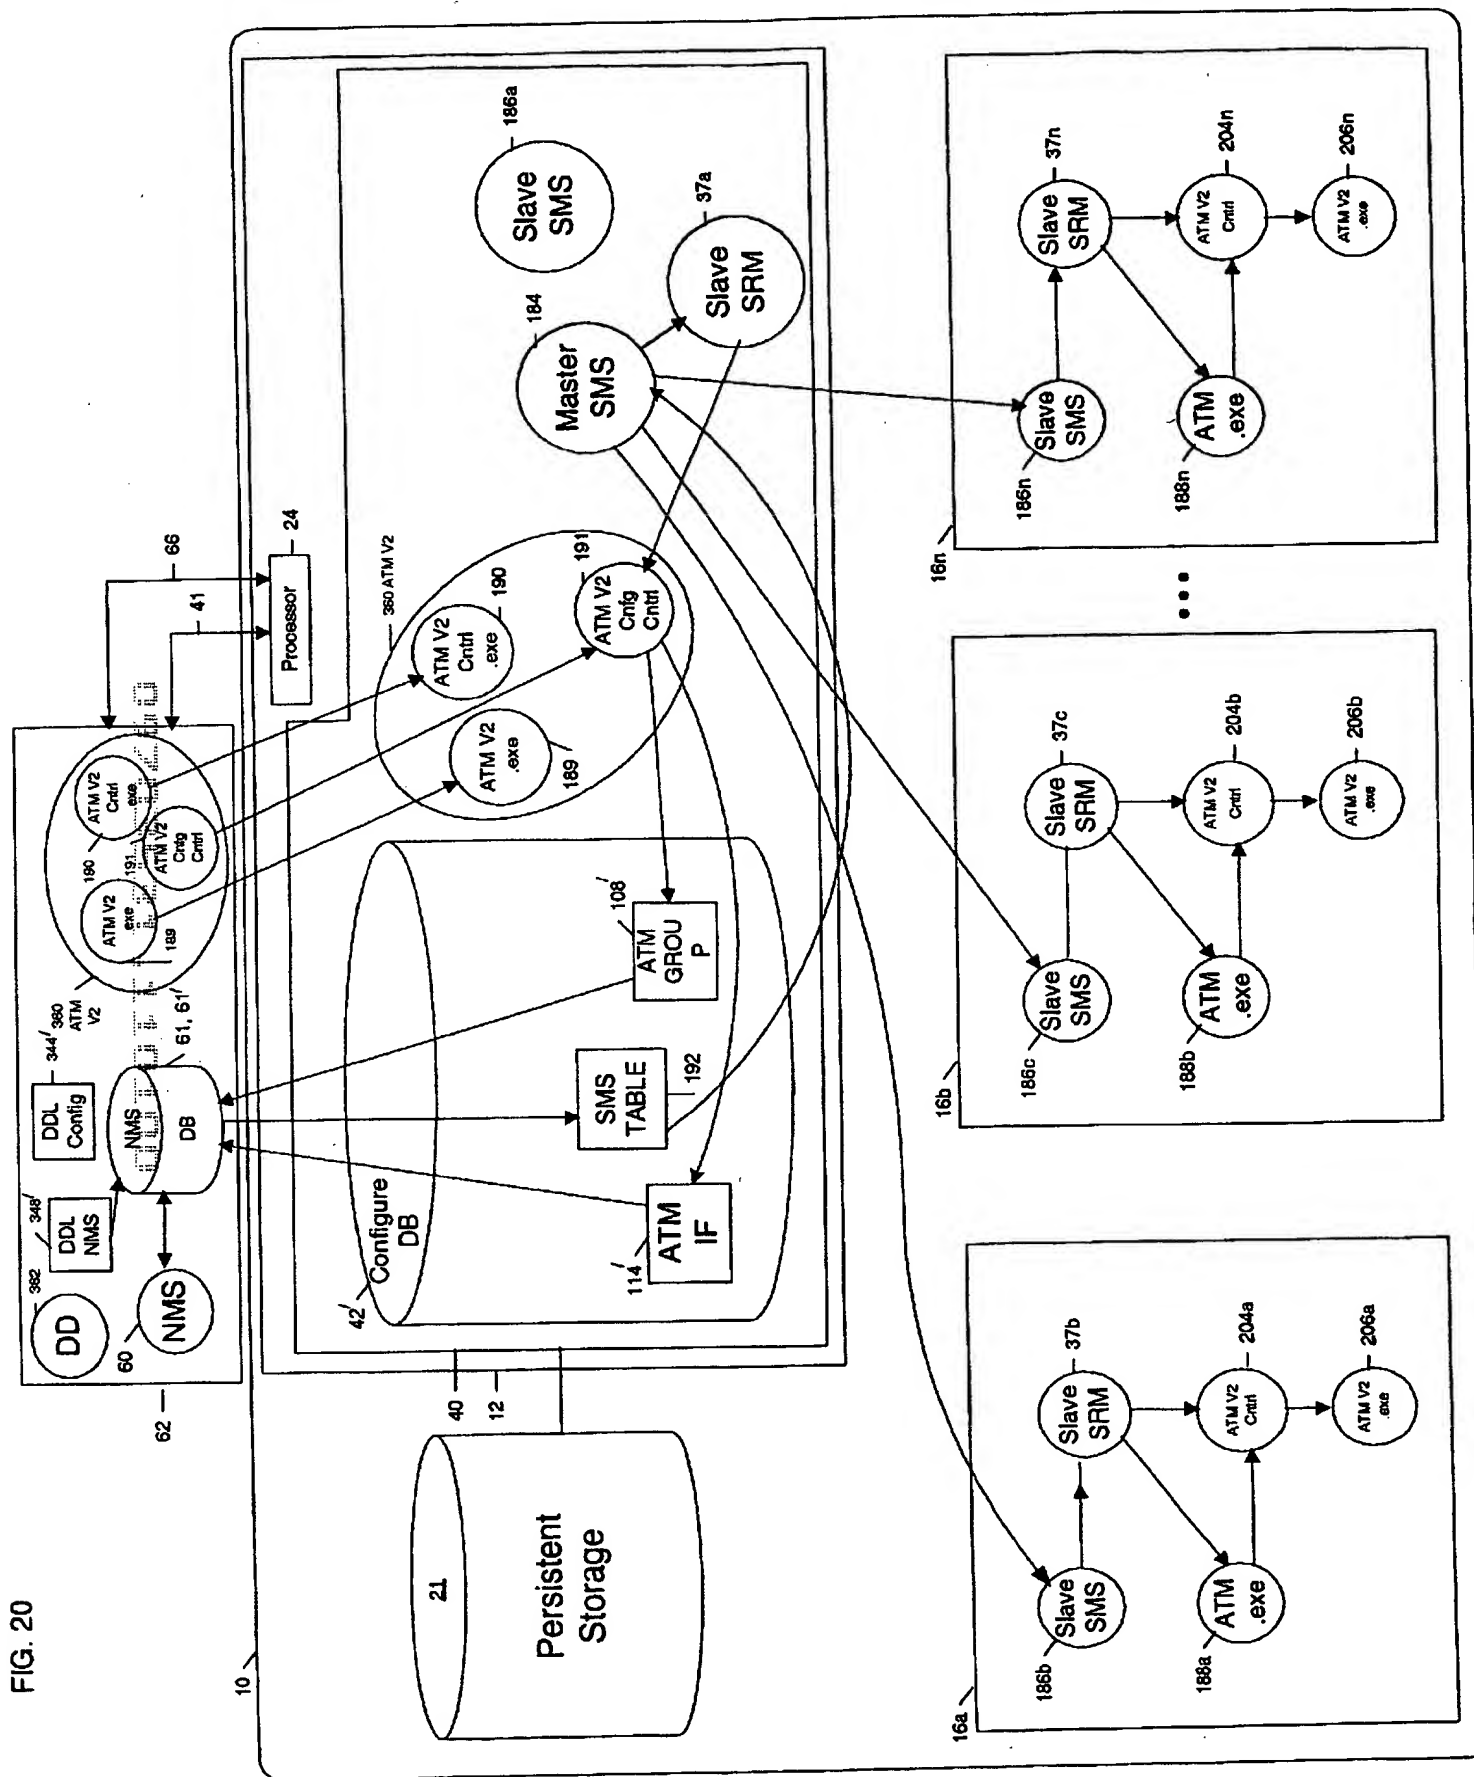 FIG. 20
62
60
NMS
362
DD
348'
DDL
NMS
344'
DDL
Config
NMS
DB
61, 61'
360
ATM
V2
189
ATM V2
.exe
190
ATM V2
Cntrl
.exe
191
ATM V2
Cnfg
Cntrl
66
41
24
Processor
10
12
40
21
Persistent
Storage
42'
Configure
DB
114'
ATM
IF
SMS
TABLE
192
108'
ATM
GROU
P
360 ATM V2
ATM V2
.exe
189
ATM V2
Cntrl
.exe
190
ATM V2
Cnfg
Cntrl
191
184
Master
SMS
186a
Slave
SMS
37a
Slave
SRM
16a
186b
Slave
SMS
37b
Slave
SRM
188a
ATM
.exe
204a
ATM V2
Cntrl
206a
ATM V2
.exe
16b
186c
Slave
SMS
37c
Slave
SRM
188b
ATM
.exe
204b
ATM V2
Cntrl
206b
ATM V2
.exe
16n
186n
Slave
SMS
37n
Slave
SRM
188n
ATM
.exe
204n
ATM V2
Cntrl
206n
ATM V2
.exe